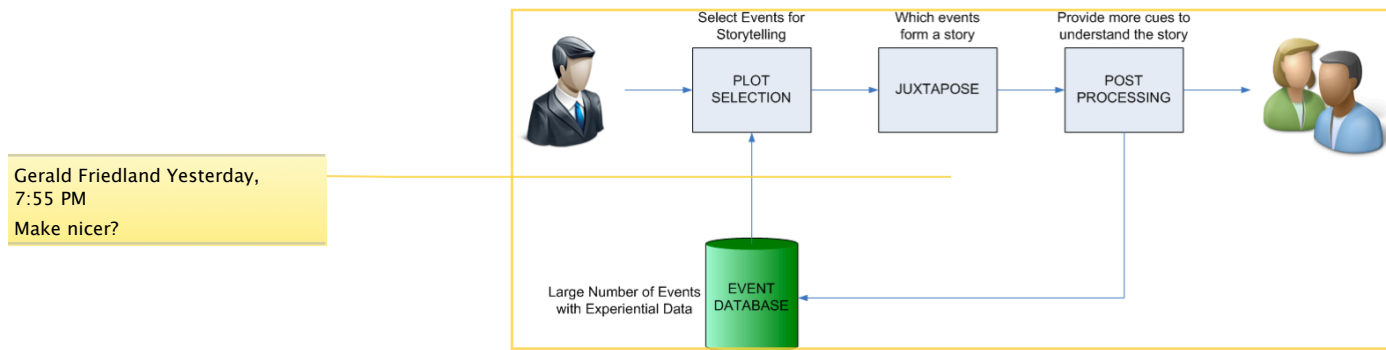 Select Events for
Storytelling
Which events
form a story
Provide more cues to
understand the story
PLOT
SELECTION
JUXTAPOSE
POST
PROCESSING
Gerald Friedland Yesterday,
7:55 PM
Make nicer?
Large Number of Events
with Experiential Data
EVENT
DATABASE